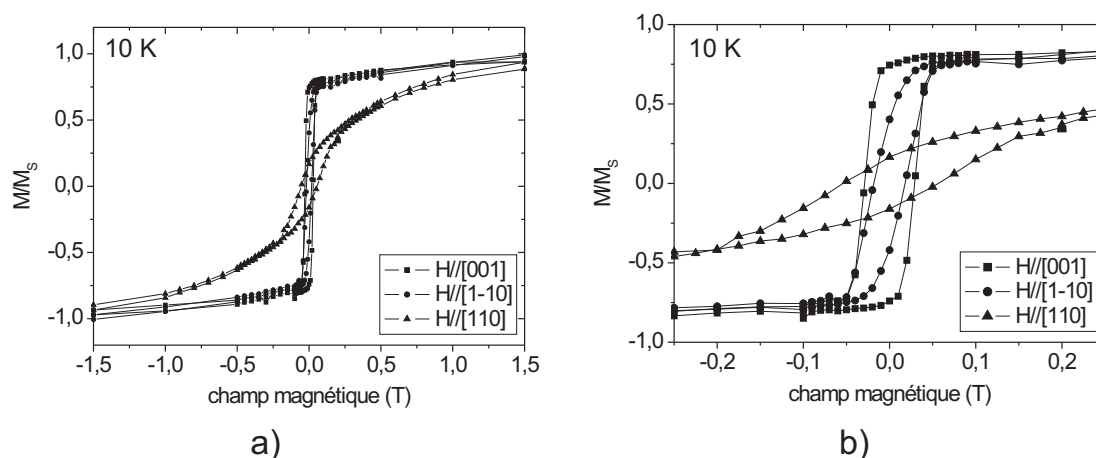 10 K
1,0
0,5
0,0
-0,5
-1,0
M/M_S
H//[001]
H//[1-10]
H//[110]
-1,5 -1,0 -0,5 0,0 0,5 1,0 1,5
champ magnétique (T)
a)
10 K
1,0
0,5
0,0
-0,5
-1,0
M/M_S
H//[001]
H//[1-10]
H//[110]
-0,2 -0,1 0,0 0,1 0,2
champ magnétique (T)
b)